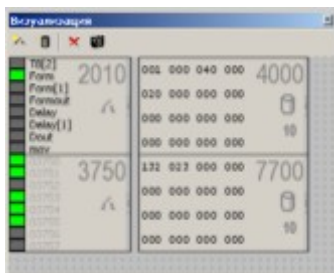 Визуализация
TB[2]
Form
Form[1]
Formout
Delay
Delay[1]
Dout
mov
2010
001 000 040 000
020 000 000 000
000 000 000 000
000 000 000 000
4000
10
3750
132 023 000 000
000 000 000 000
000 000 000 000
000 000 000 000
7700
10